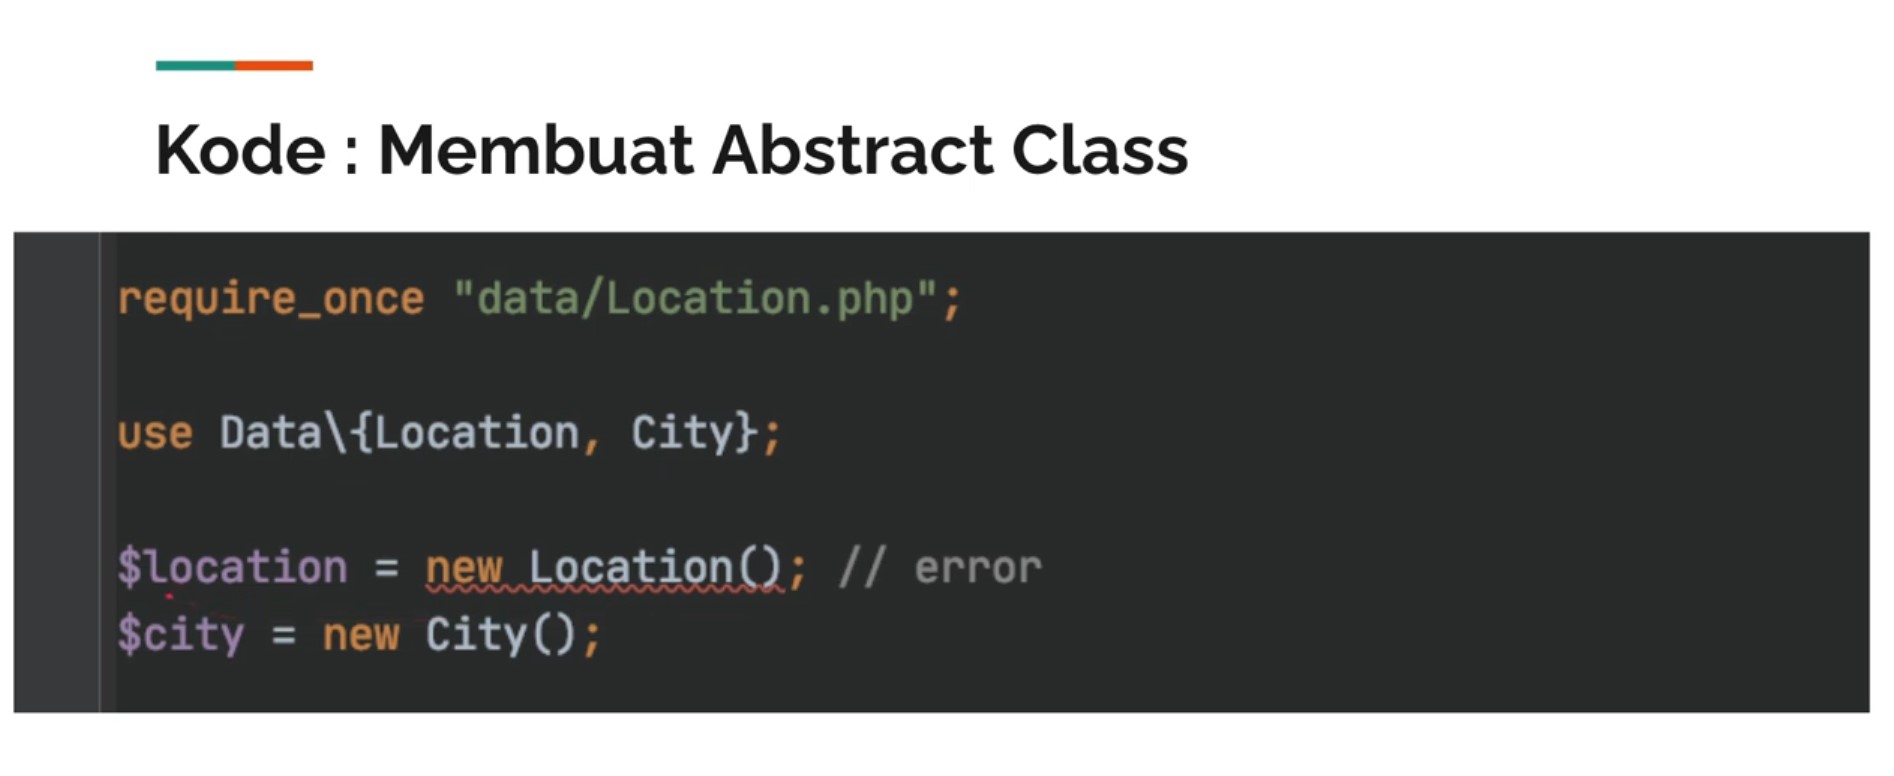 Kode : Membuat Abstract Class
require_once "data/Location.php";
use Data\{Location, City};
$location = new Location(); // error
$city = new City();